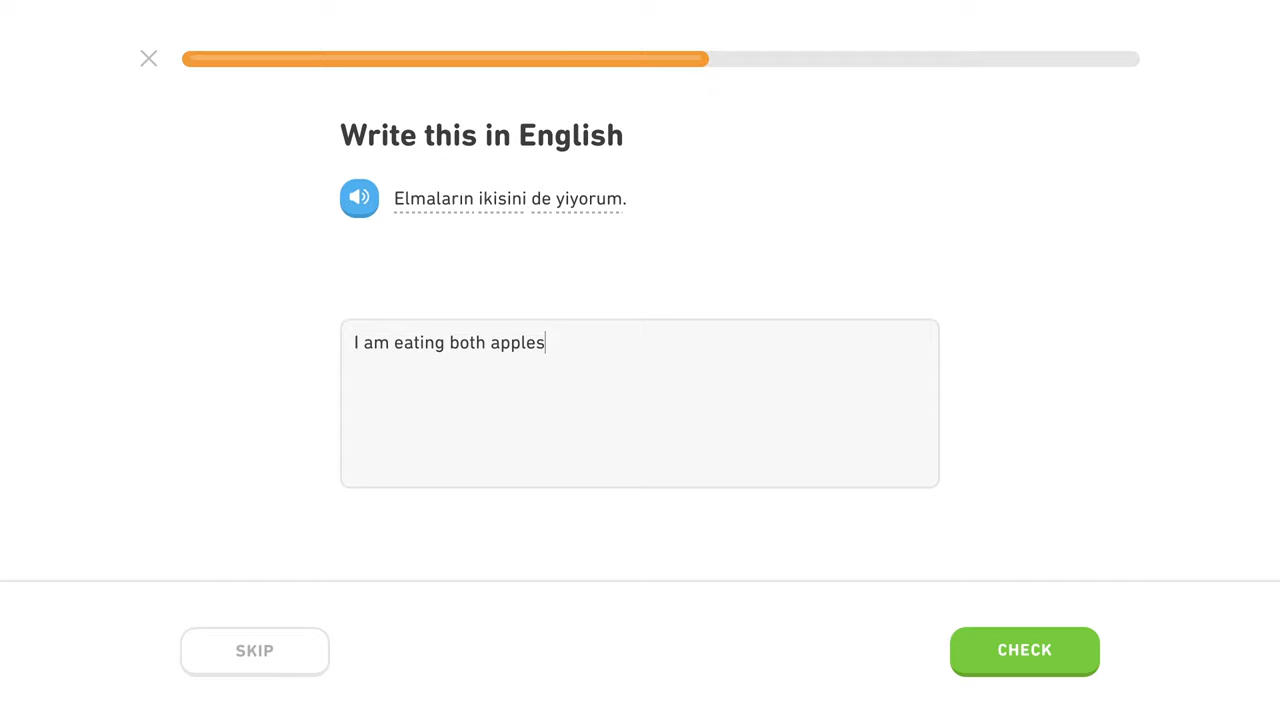 Write this in English
Elmaların ikisini de yiyorum.
I am eating both apples
SKIP
CHECK